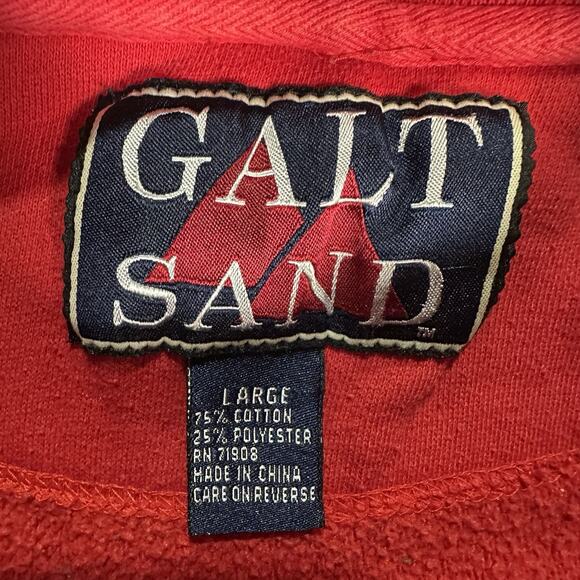 GALT
SAND
™
LARGE
75% COTTON
25% POLYESTER
RN 71908
MADE IN CHINA
CARE ON REVERSE